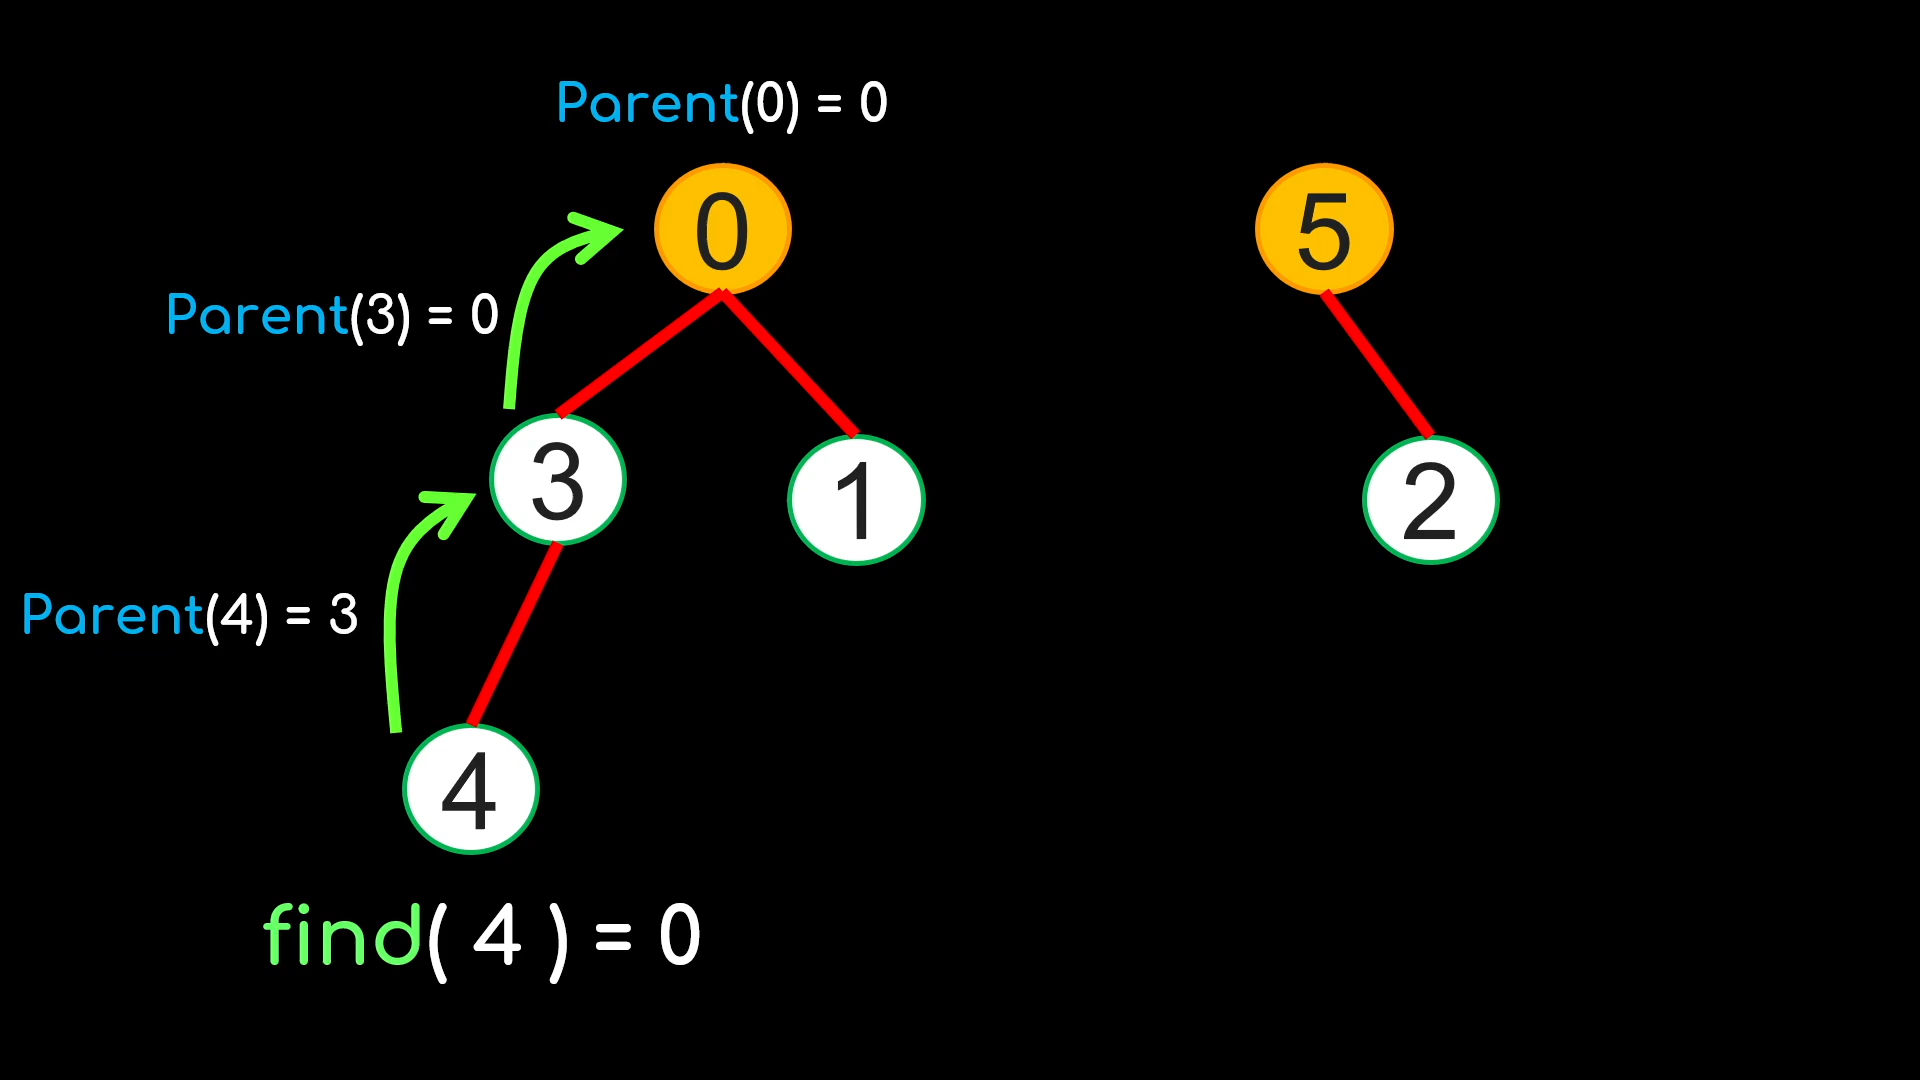 Parent(0) = 0
0
5
Parent(3) = 0
3
1
2
Parent(4) = 3
4
find( 4 ) = 0